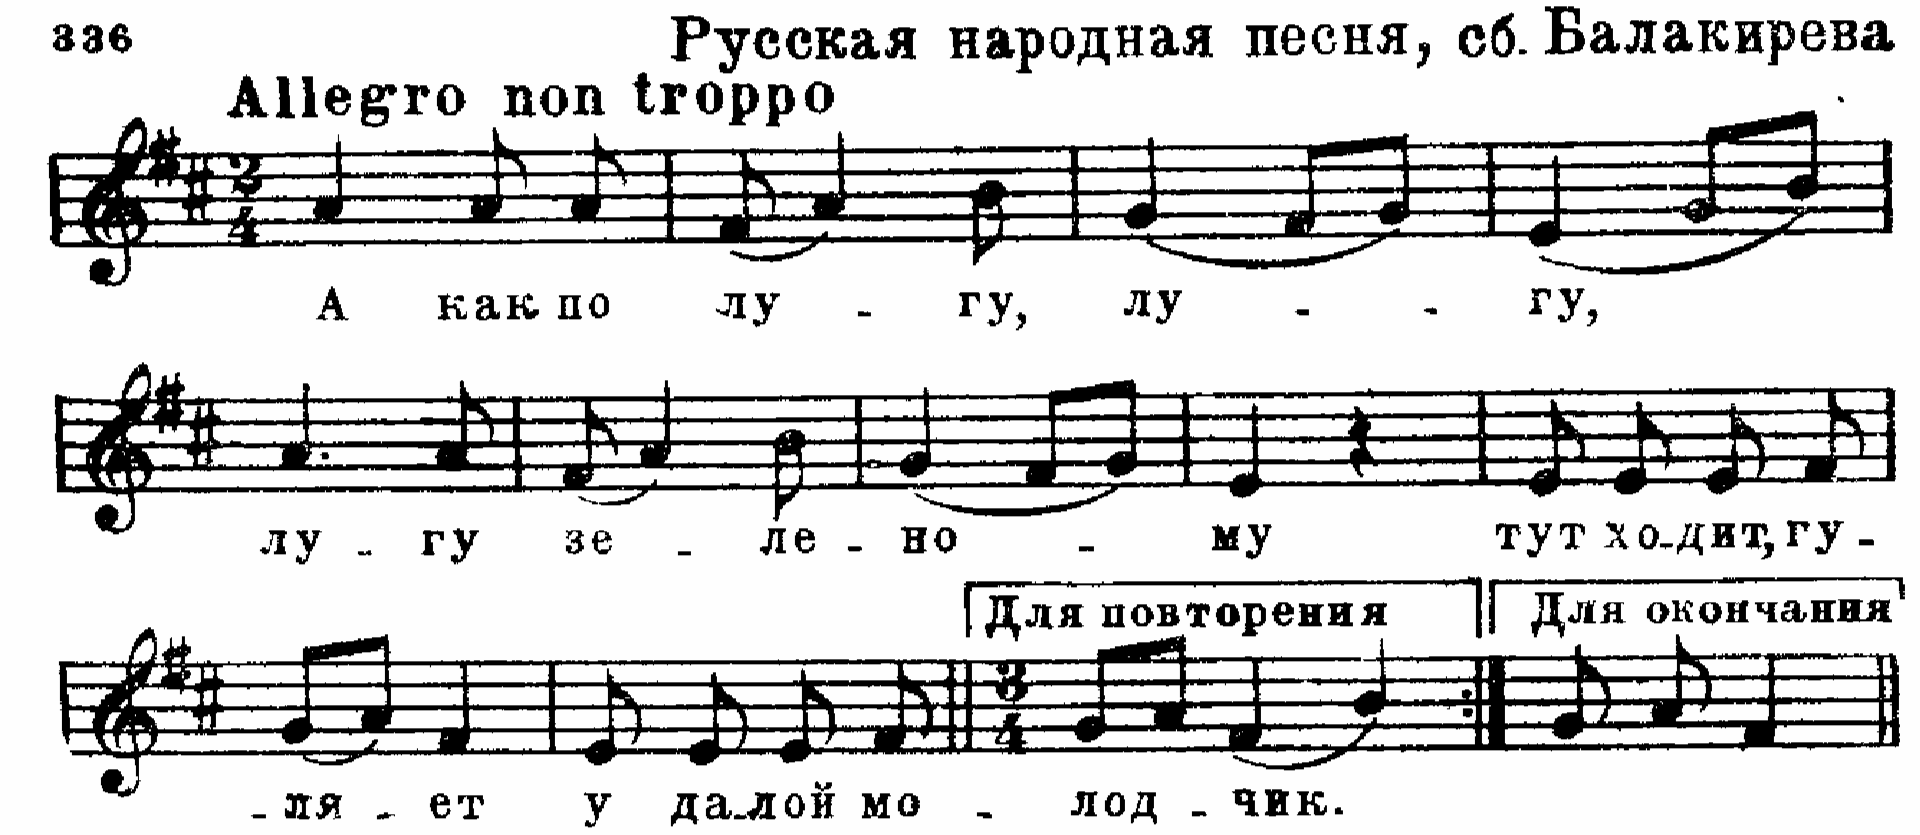 336 Русская народная песня, сб. Балакирева
Allegro non troppo
2
4
А как по лу - гу, лу - - гу,
лу - гу зе - ле - но - му тут хо-дит, гу -
Для повторения Для окончания
3
4
- ля - ет у да-лой мо - лод - чик.